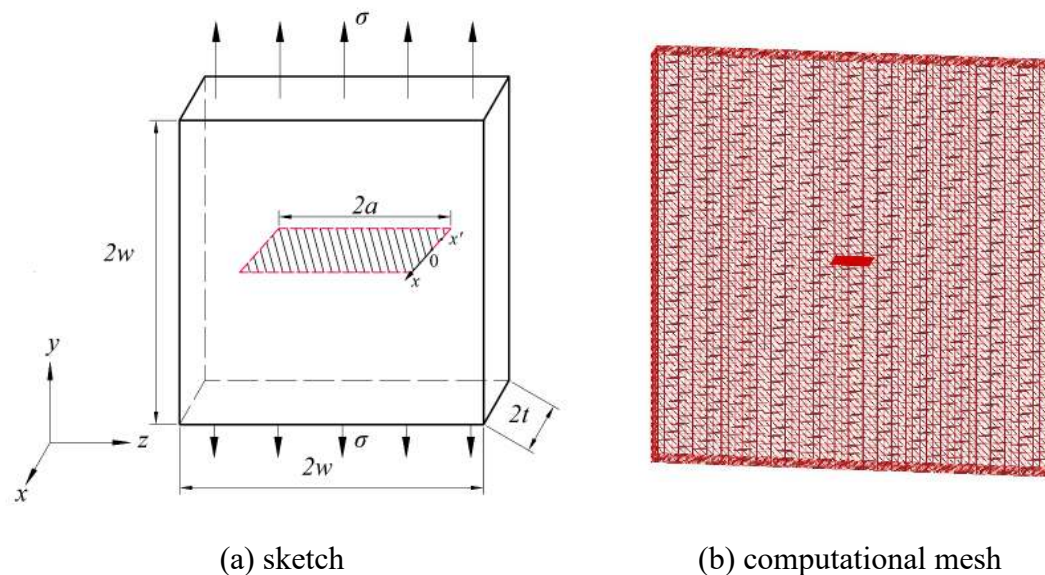 σ
2a
x'
0
x
2w
y
z
x
2t
σ
2w
(a) sketch
(b) computational mesh